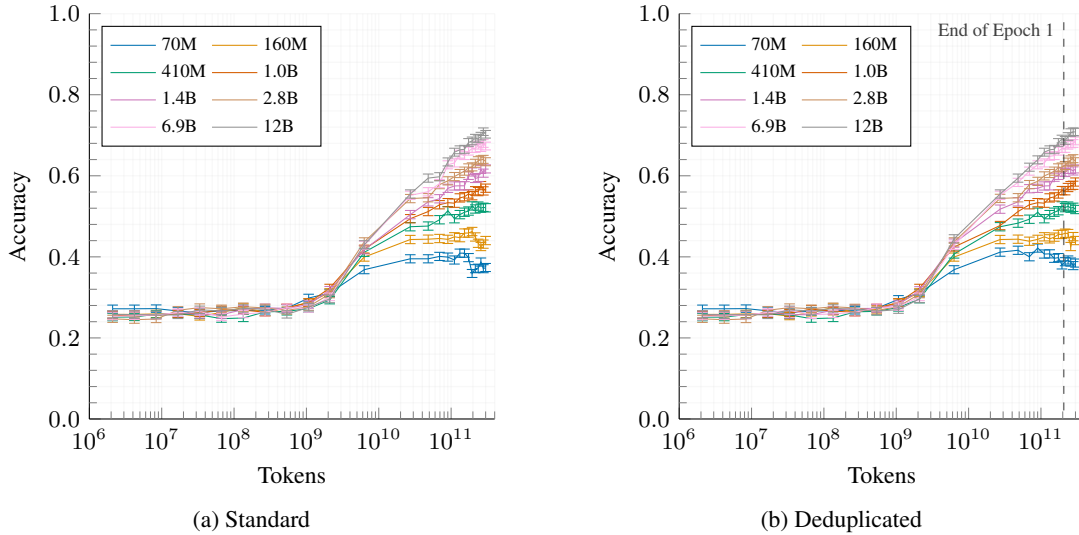 1.0
0.8
0.6
0.4
0.2
0.0
Accuracy
70M 160M
410M 1.0B
1.4B 2.8B
6.9B 12B
10^6 10^7 10^8 10^9 10^10 10^11
Tokens
(a) Standard
1.0
0.8
0.6
0.4
0.2
0.0
Accuracy
70M 160M
410M 1.0B
1.4B 2.8B
6.9B 12B
End of Epoch 1
10^6 10^7 10^8 10^9 10^10 10^11
Tokens
(b) Deduplicated